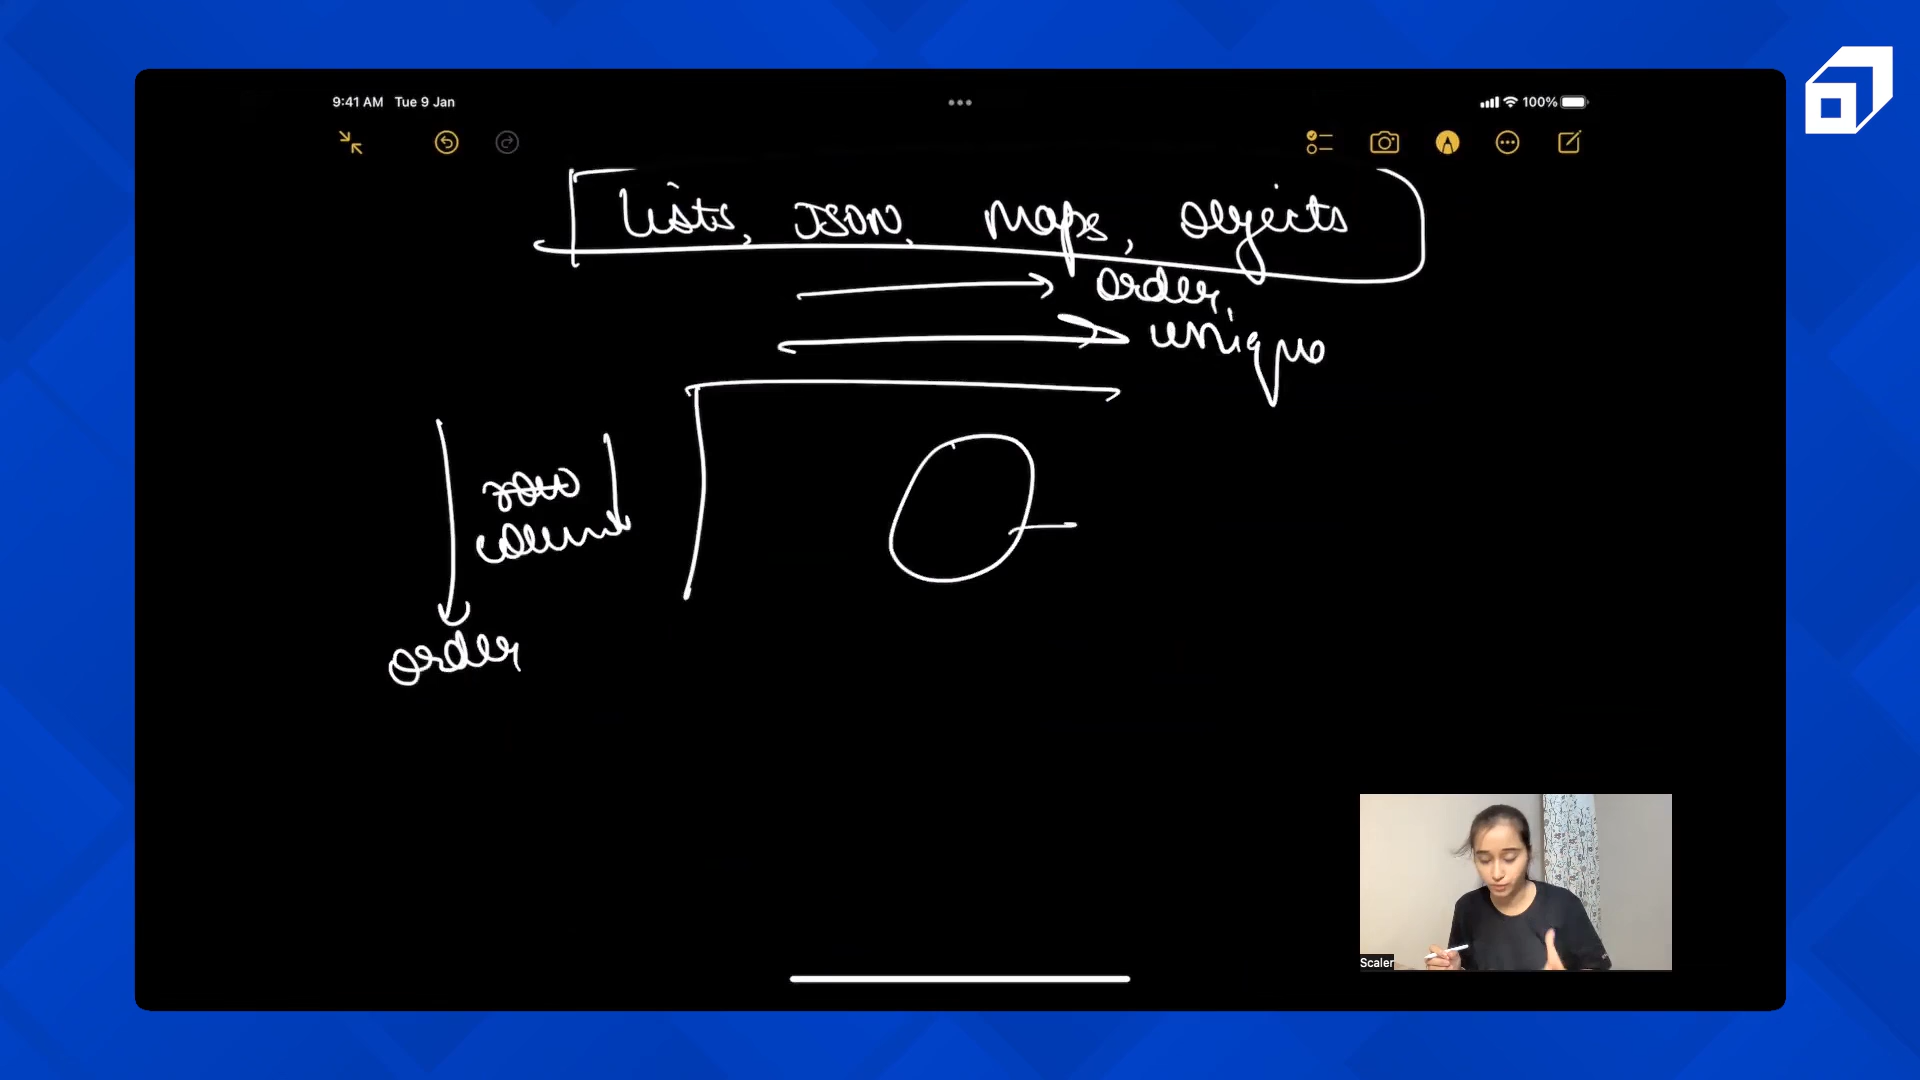 9:41 AM Tue 9 Jan
100%
Lists, JSON, Maps, objects
order,
unique
row
column
order
Scaler